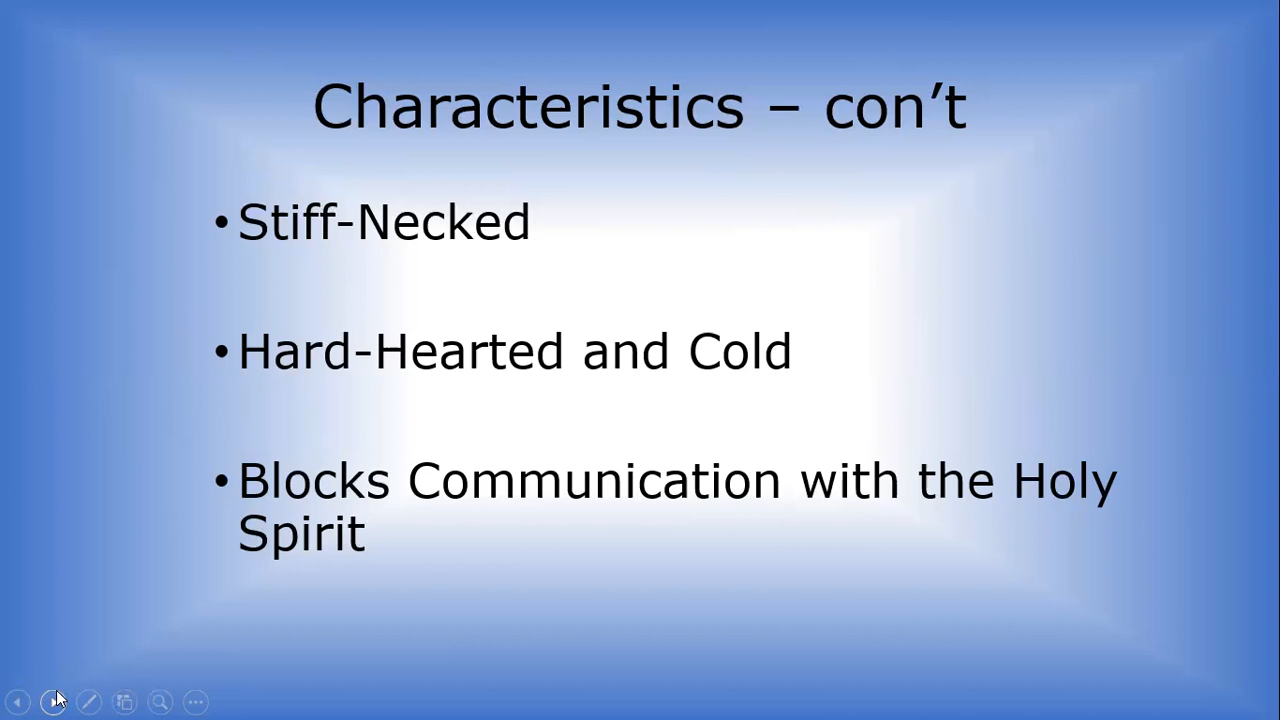 Characteristics – con’t
•Stiff-Necked
•Hard-Hearted and Cold
•Blocks Communication with the Holy
Spirit